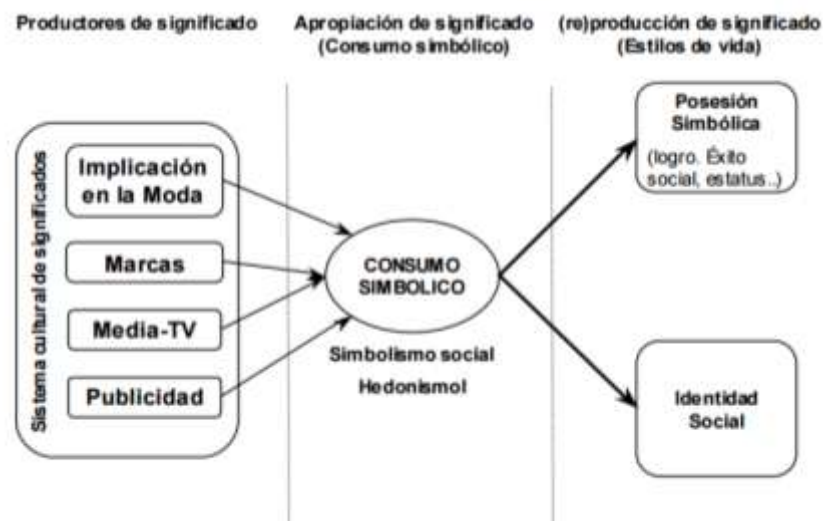 Productores de significado
Apropiación de significado
(Consumo simbólico)
(re)producción de significado
(Estilos de vida)
Sistema cultural de significados
Implicación
en la Moda
Marcas
Media-TV
Publicidad
CONSUMO
SIMBOLICO
Simbolismo social
Hedonismol
Posesión
Simbólica
(logro. Éxito
social, estatus..)
Identidad
Social